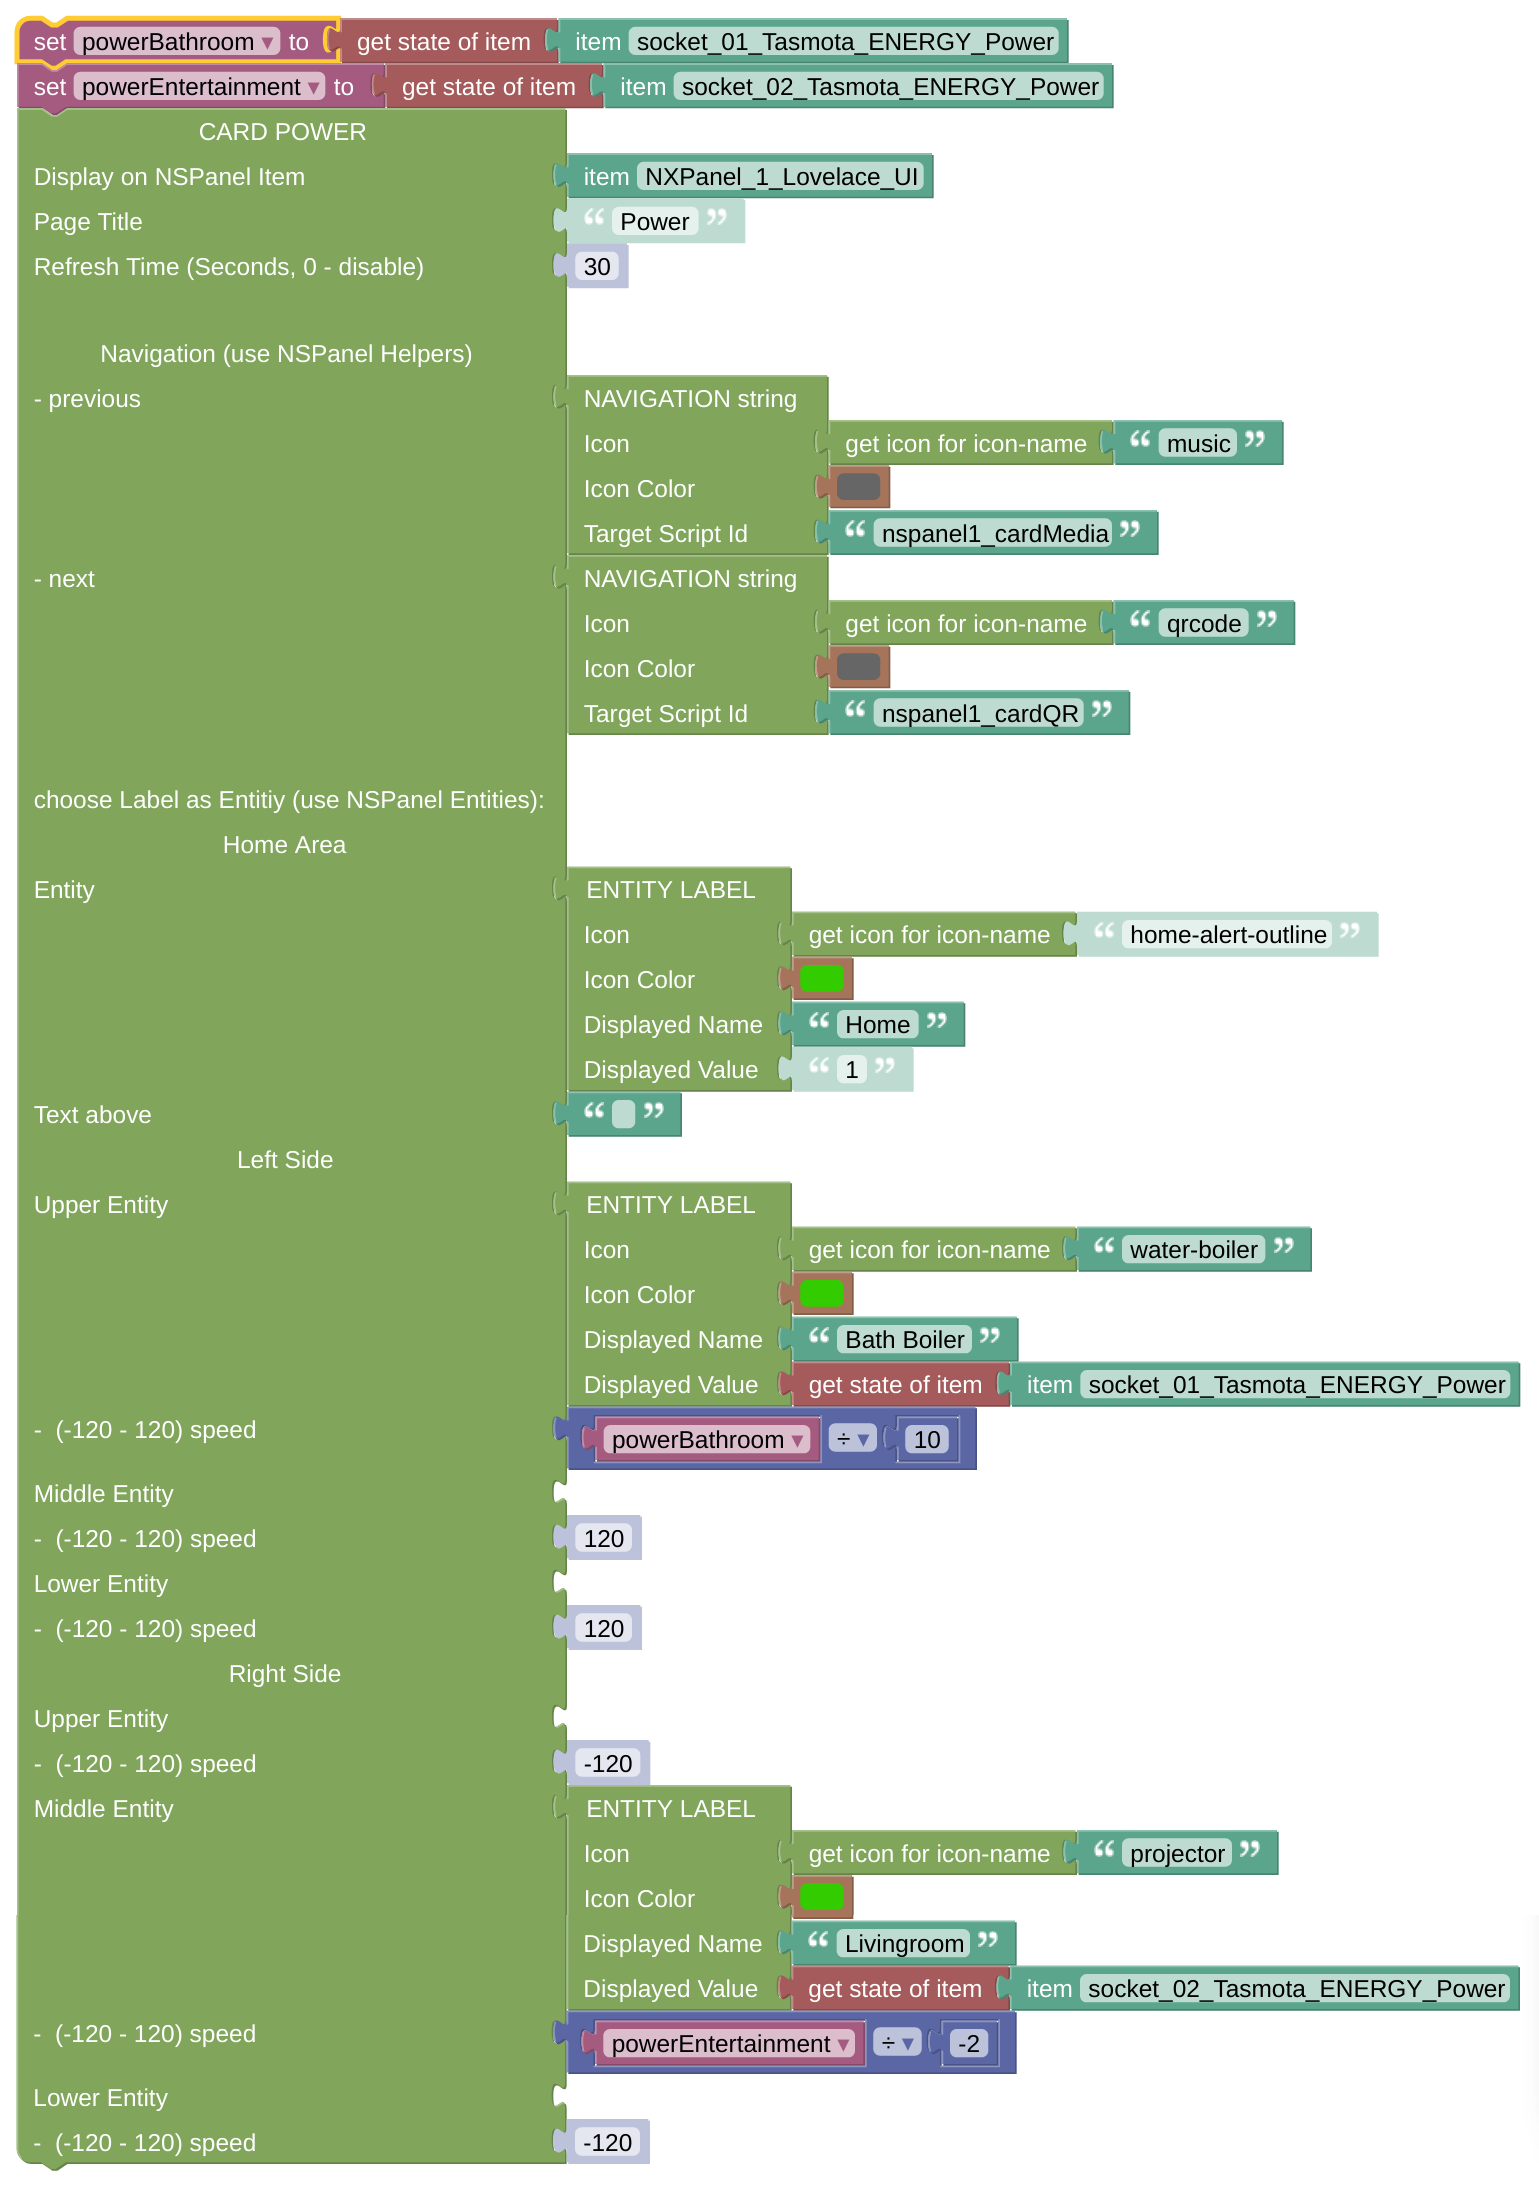 set powerBathroom ▾ to get state of item item socket_01_Tasmota_ENERGY_Power
set powerEntertainment ▾ to get state of item item socket_02_Tasmota_ENERGY_Power
CARD POWER
Display on NSPanel Item item NXPanel_1_Lovelace_UI
Page Title “ Power ”
Refresh Time (Seconds, 0 - disable) 30
Navigation (use NSPanel Helpers)
- previous NAVIGATION string
Icon get icon for icon-name “ music ”
Icon Color
Target Script Id “ nspanel1_cardMedia ”
- next NAVIGATION string
Icon get icon for icon-name “ qrcode ”
Icon Color
Target Script Id “ nspanel1_cardQR ”
choose Label as Entitiy (use NSPanel Entities):
Home Area
Entity ENTITY LABEL
Icon get icon for icon-name “ home-alert-outline ”
Icon Color
Displayed Name “ Home ”
Displayed Value “ 1 ”
Text above “ ”
Left Side
Upper Entity ENTITY LABEL
Icon get icon for icon-name “ water-boiler ”
Icon Color
Displayed Name “ Bath Boiler ”
Displayed Value get state of item item socket_01_Tasmota_ENERGY_Power
- (-120 - 120) speed powerBathroom ▾ ÷ ▾ 10
Middle Entity
- (-120 - 120) speed 120
Lower Entity
- (-120 - 120) speed 120
Right Side
Upper Entity
- (-120 - 120) speed -120
Middle Entity ENTITY LABEL
Icon get icon for icon-name “ projector ”
Icon Color
Displayed Name “ Livingroom ”
Displayed Value get state of item item socket_02_Tasmota_ENERGY_Power
- (-120 - 120) speed powerEntertainment ▾ ÷ ▾ -2
Lower Entity
- (-120 - 120) speed -120